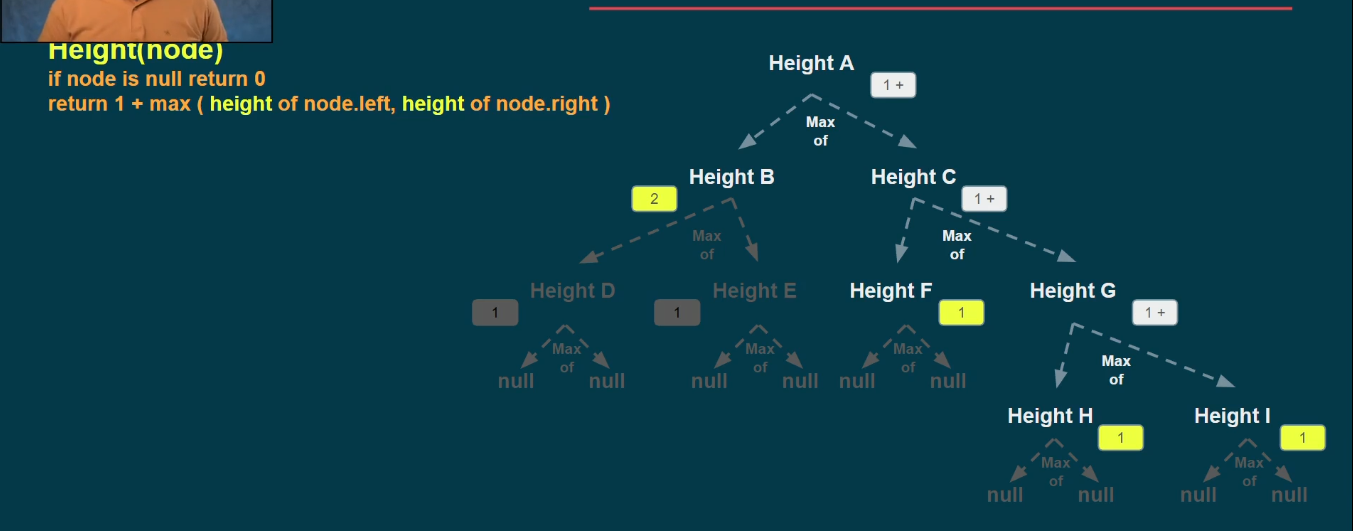 Height(node)
if node is null return 0
return 1 + max ( height of node.left, height of node.right )
Height A
1 +
Max
of
Height B
2
Height C
1 +
Max
of
Max
of
Height D
1
Height E
1
Height F
1
Height G
1 +
Max
of
null
null
Max
of
null
null
Max
of
null
null
Max
of
Height H
1
Height I
1
Max
of
null
null
Max
of
null
null